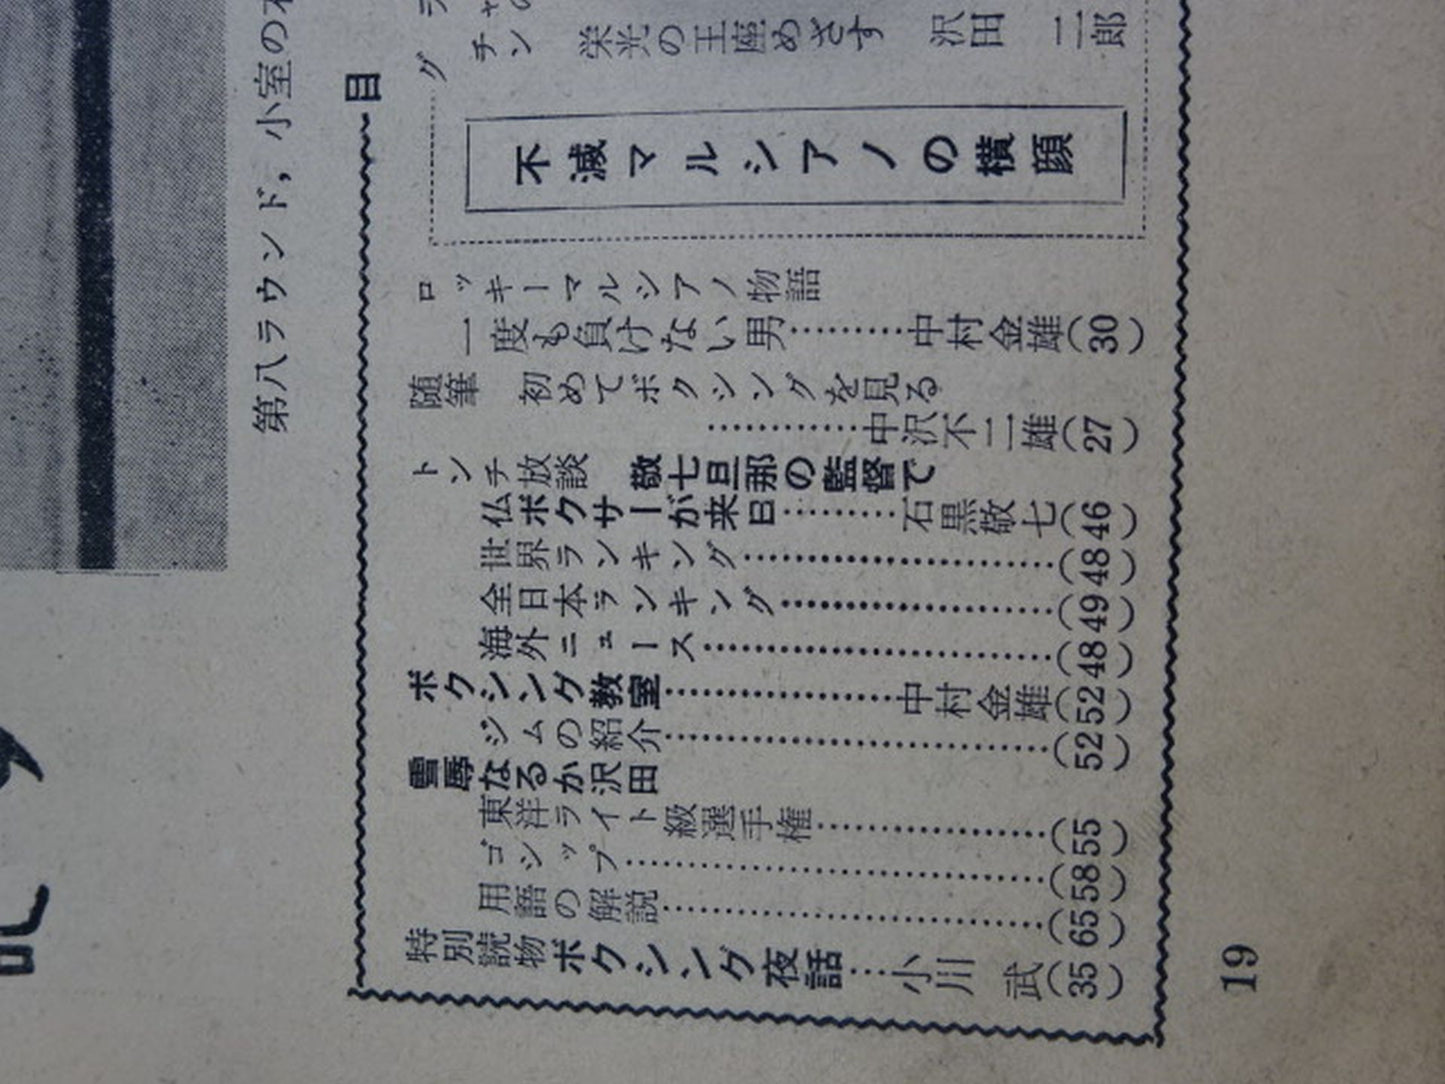 第八ラウンド，小室の
目
栄光の王座めざす　沢田　二郎
不滅マルシアノの横顔
ロッキーマルシアノ物語
一度も負けない男………中村金雄（30）
随筆　初めてボクシングを見る
…………中沢不二雄（27）
トンチ放談　敬七旦那の監督で
仏ボクサーが来日………石黒敬七（46）
世界ランキング…………………（48）
全日本ランキング………………（49）
海外ニュース……………………（48）
ボクシング教室……………中村金雄（52）
ジムの紹介………………………（52）
雪辱なるか沢田
東洋ライト級選手権……………（55）
ゴシップ…………………………（58）
用語の解説………………………（65）
特別読物ボクシング夜話…小川　武（35）
19